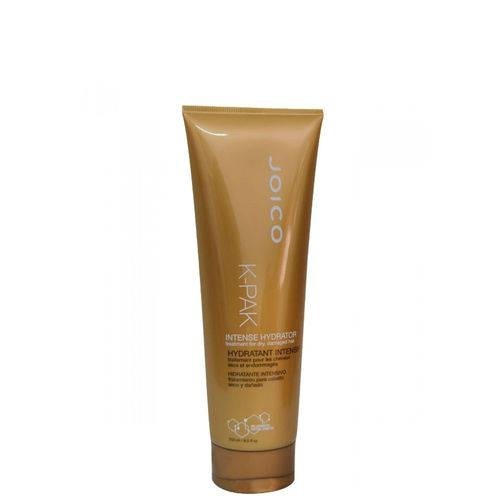 JOICO
K-PAK
INTENSE HYDRATOR
treatment for dry, damaged hair
HYDRATANT INTENSE
traitement pour les cheveux
secs et endommagés
HIDRATANTE INTENSIVO
tratamiento para cabello
seco y dañado